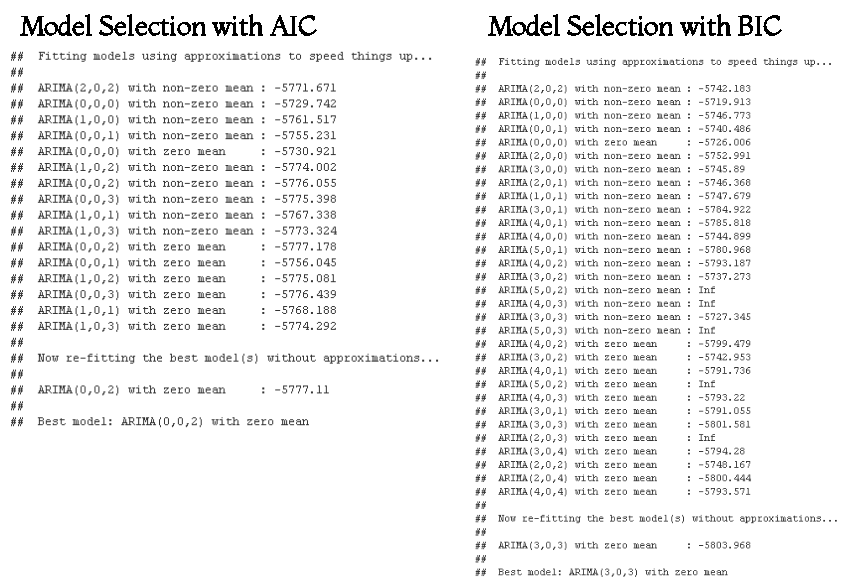 Model Selection with AIC
## Fitting models using approximations to speed things up...
##
## ARIMA(2,0,2) with non-zero mean : -5771.671
## ARIMA(0,0,0) with non-zero mean : -5729.742
## ARIMA(1,0,0) with non-zero mean : -5761.517
## ARIMA(0,0,1) with non-zero mean : -5755.231
## ARIMA(0,0,0) with zero mean : -5730.921
## ARIMA(1,0,2) with non-zero mean : -5774.002
## ARIMA(0,0,2) with non-zero mean : -5776.055
## ARIMA(0,0,3) with non-zero mean : -5775.398
## ARIMA(1,0,1) with non-zero mean : -5767.338
## ARIMA(1,0,3) with non-zero mean : -5773.324
## ARIMA(0,0,2) with zero mean : -5777.178
## ARIMA(0,0,1) with zero mean : -5756.045
## ARIMA(1,0,2) with zero mean : -5775.081
## ARIMA(0,0,3) with zero mean : -5776.439
## ARIMA(1,0,1) with zero mean : -5768.188
## ARIMA(1,0,3) with zero mean : -5774.292
##
## Now re-fitting the best model(s) without approximations...
##
## ARIMA(0,0,2) with zero mean : -5777.11
##
## Best model: ARIMA(0,0,2) with zero mean
Model Selection with BIC
## Fitting models using approximations to speed things up...
##
## ARIMA(2,0,2) with non-zero mean : -5742.183
## ARIMA(0,0,0) with non-zero mean : -5719.913
## ARIMA(1,0,0) with non-zero mean : -5746.773
## ARIMA(0,0,1) with non-zero mean : -5740.486
## ARIMA(0,0,0) with zero mean : -5726.006
## ARIMA(2,0,0) with non-zero mean : -5752.991
## ARIMA(3,0,0) with non-zero mean : -5745.89
## ARIMA(2,0,1) with non-zero mean : -5746.368
## ARIMA(1,0,1) with non-zero mean : -5747.679
## ARIMA(3,0,1) with non-zero mean : -5784.922
## ARIMA(4,0,1) with non-zero mean : -5785.818
## ARIMA(4,0,0) with non-zero mean : -5744.899
## ARIMA(5,0,1) with non-zero mean : -5780.968
## ARIMA(4,0,2) with non-zero mean : -5793.187
## ARIMA(3,0,2) with non-zero mean : -5737.273
## ARIMA(5,0,2) with non-zero mean : Inf
## ARIMA(4,0,3) with non-zero mean : Inf
## ARIMA(3,0,3) with non-zero mean : -5727.345
## ARIMA(5,0,3) with non-zero mean : Inf
## ARIMA(4,0,2) with zero mean : -5799.479
## ARIMA(3,0,2) with zero mean : -5742.953
## ARIMA(4,0,1) with zero mean : -5791.736
## ARIMA(5,0,2) with zero mean : Inf
## ARIMA(4,0,3) with zero mean : -5793.22
## ARIMA(3,0,1) with zero mean : -5791.055
## ARIMA(3,0,3) with zero mean : -5801.581
## ARIMA(2,0,3) with zero mean : Inf
## ARIMA(3,0,4) with zero mean : -5794.28
## ARIMA(2,0,2) with zero mean : -5748.167
## ARIMA(2,0,4) with zero mean : -5800.444
## ARIMA(4,0,4) with zero mean : -5793.571
##
## Now re-fitting the best model(s) without approximations...
##
## ARIMA(3,0,3) with zero mean : -5803.968
##
## Best model: ARIMA(3,0,3) with zero mean